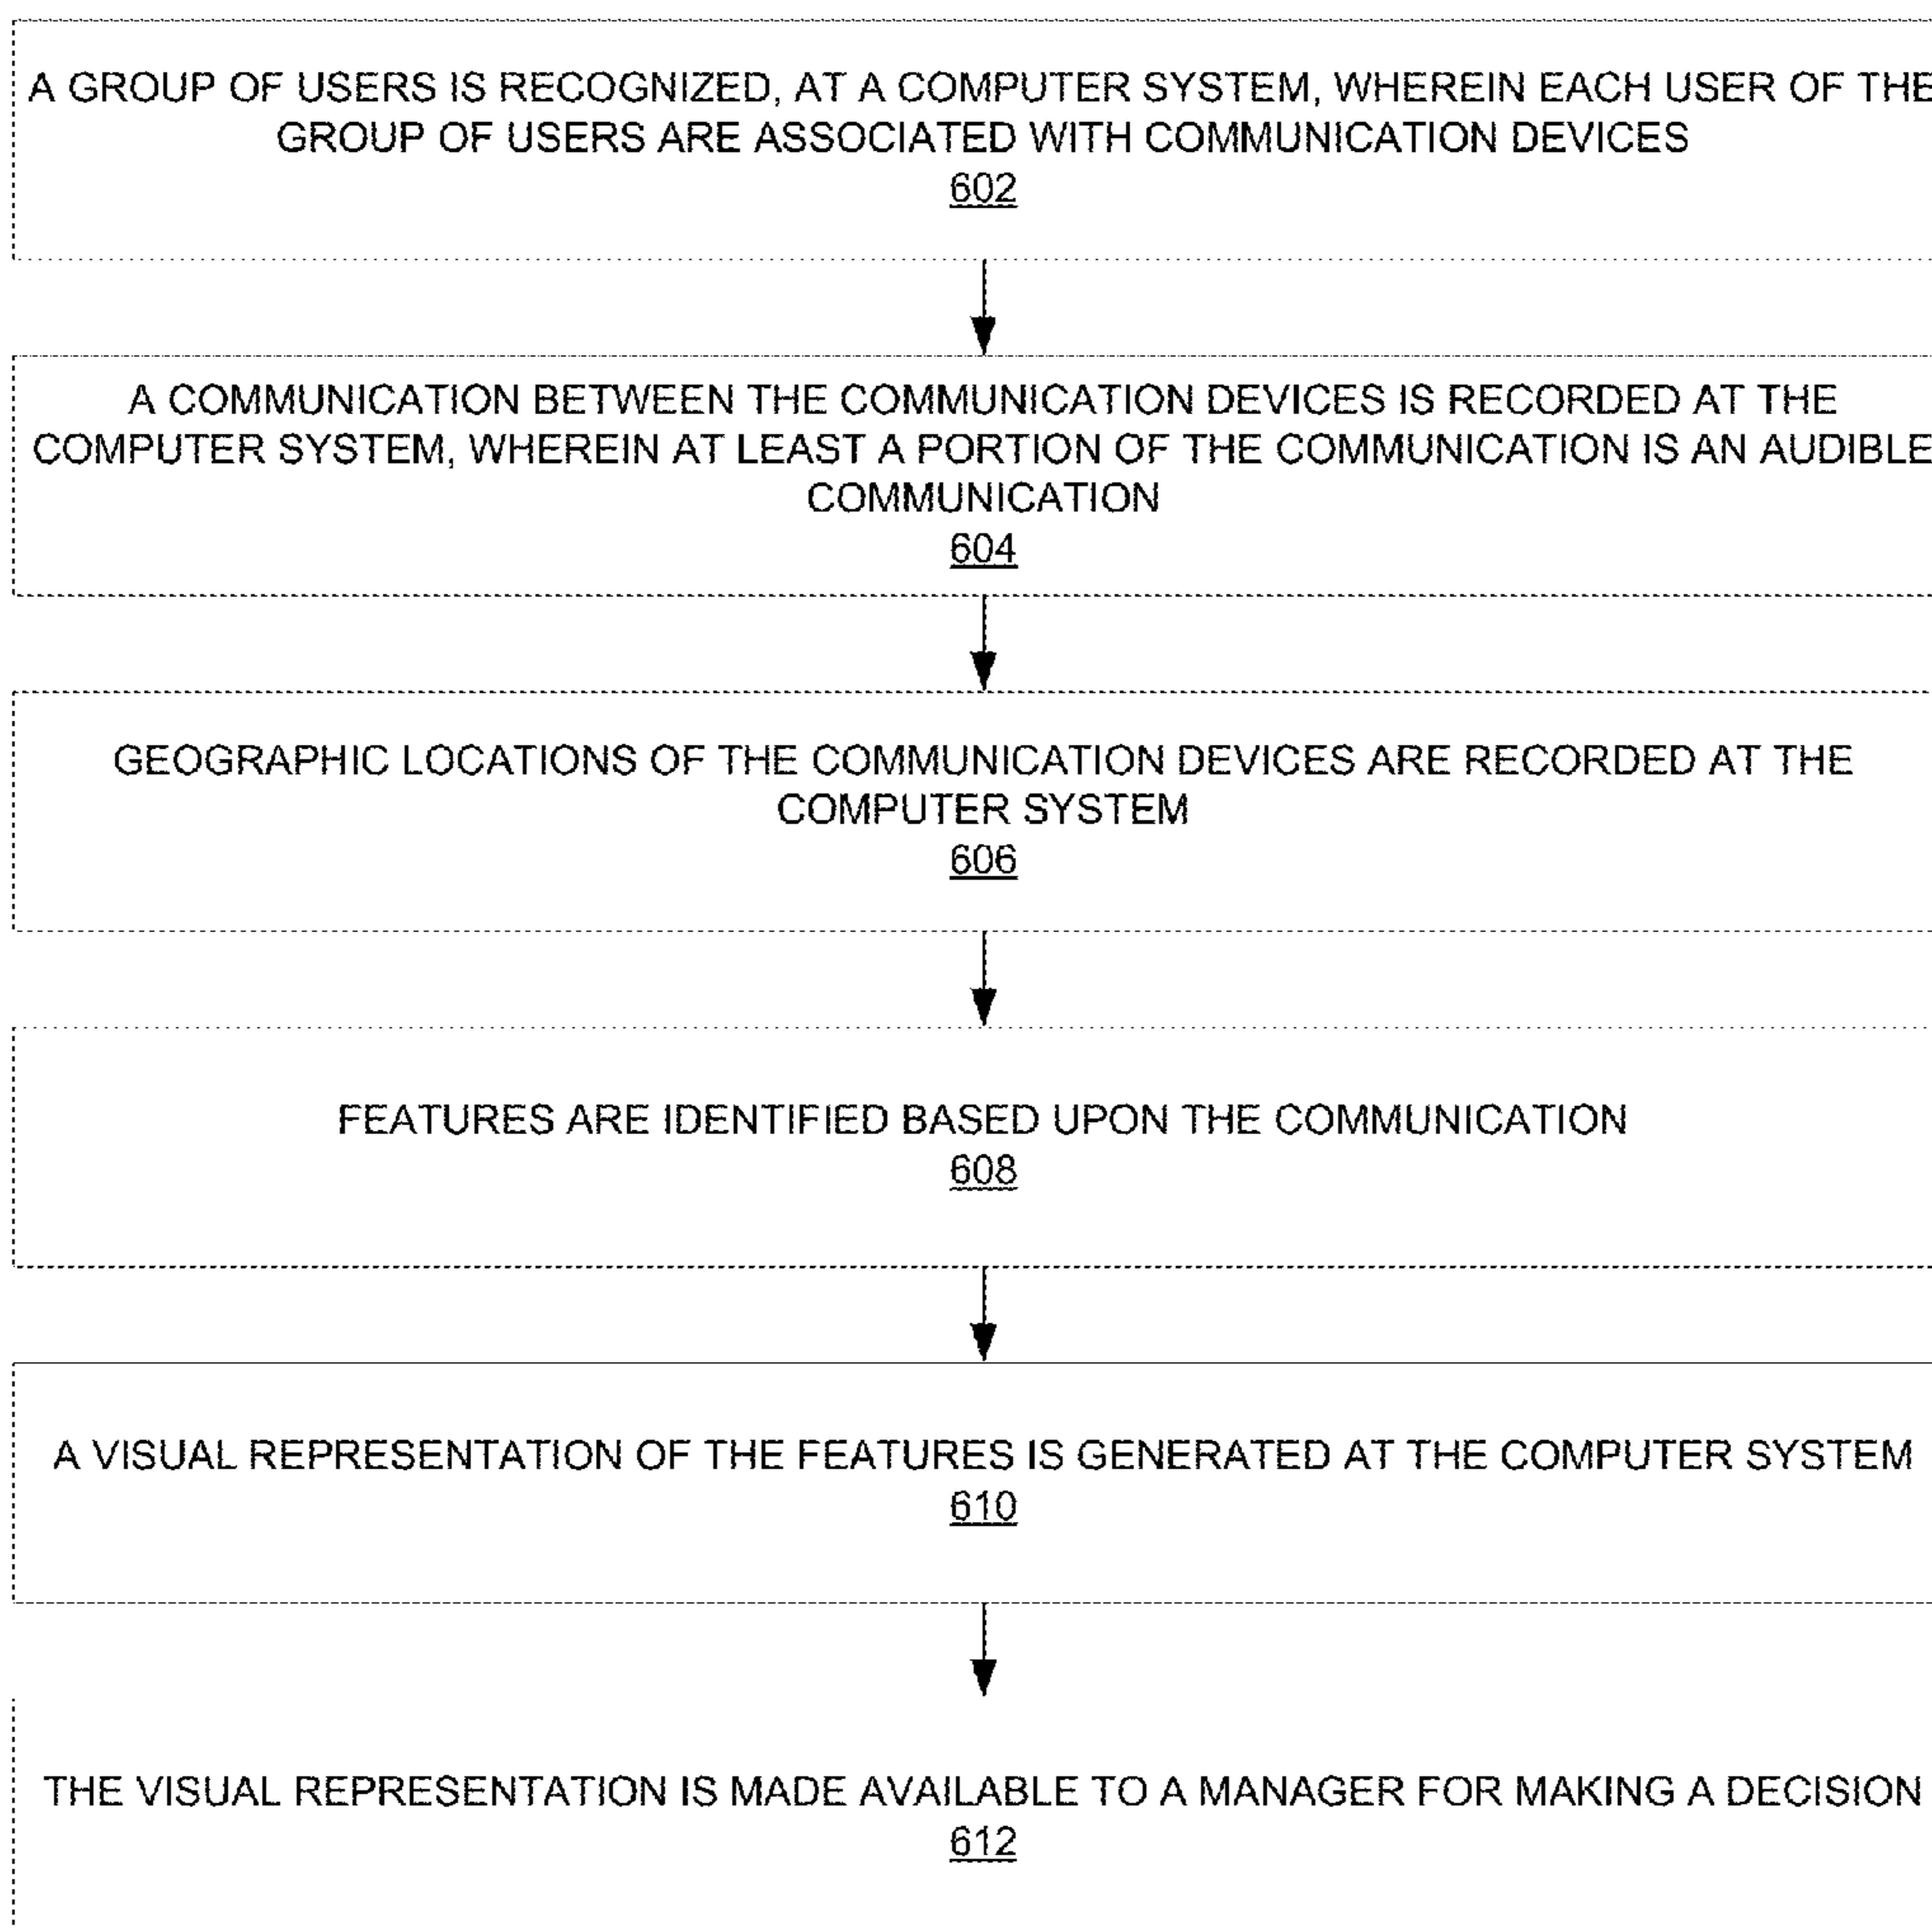 A GROUP OF USERS IS RECOGNIZED, AT A COMPUTER SYSTEM, WHEREIN EACH USER OF THE
GROUP OF USERS ARE ASSOCIATED WITH COMMUNICATION DEVICES
602
A COMMUNICATION BETWEEN THE COMMUNICATION DEVICES IS RECORDED AT THE
COMPUTER SYSTEM, WHEREIN AT LEAST A PORTION OF THE COMMUNICATION IS AN AUDIBLE
COMMUNICATION
604
GEOGRAPHIC LOCATIONS OF THE COMMUNICATION DEVICES ARE RECORDED AT THE
COMPUTER SYSTEM
606
FEATURES ARE IDENTIFIED BASED UPON THE COMMUNICATION
608
A VISUAL REPRESENTATION OF THE FEATURES IS GENERATED AT THE COMPUTER SYSTEM
610
THE VISUAL REPRESENTATION IS MADE AVAILABLE TO A MANAGER FOR MAKING A DECISION
612